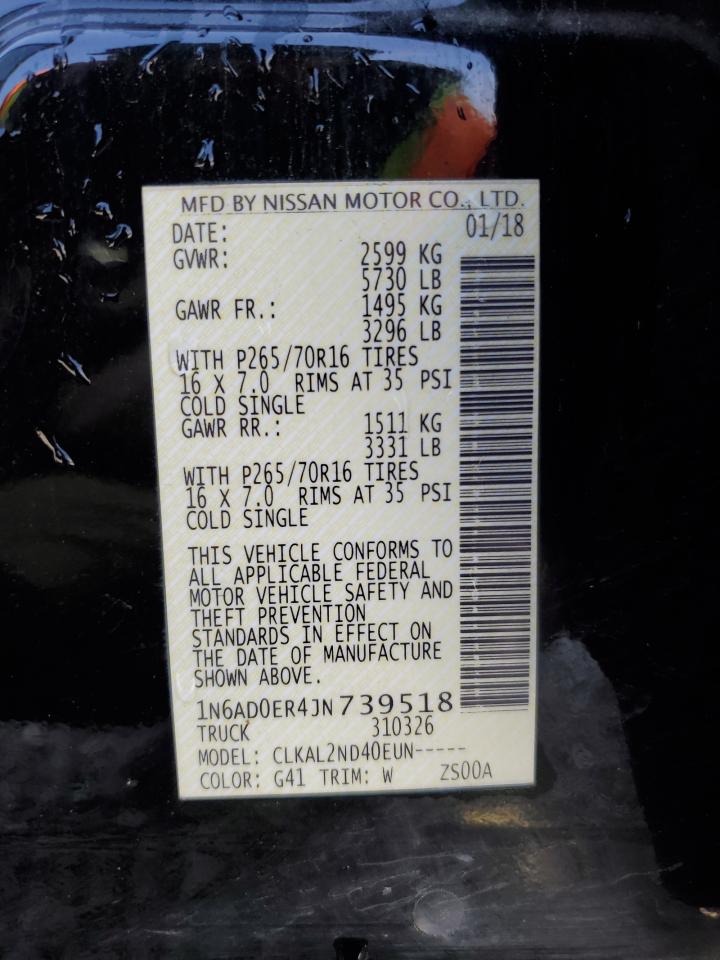 MFD BY NISSAN MOTOR CO., LTD.
DATE: 01/18
GVWR: 2599 KG
5730 LB
GAWR FR.: 1495 KG
3296 LB
WITH P265/70R16 TIRES
16 X 7.0 RIMS AT 35 PSI
COLD SINGLE
GAWR RR.: 1511 KG
3331 LB
WITH P265/70R16 TIRES
16 X 7.0 RIMS AT 35 PSI
COLD SINGLE
THIS VEHICLE CONFORMS TO
ALL APPLICABLE FEDERAL
MOTOR VEHICLE SAFETY AND
THEFT PREVENTION
STANDARDS IN EFFECT ON
THE DATE OF MANUFACTURE
SHOWN ABOVE.
1N6AD0ER4JN739518
TRUCK 310326
MODEL: CLKAL2ND40EUN-----
COLOR: G41 TRIM: W ZS00A